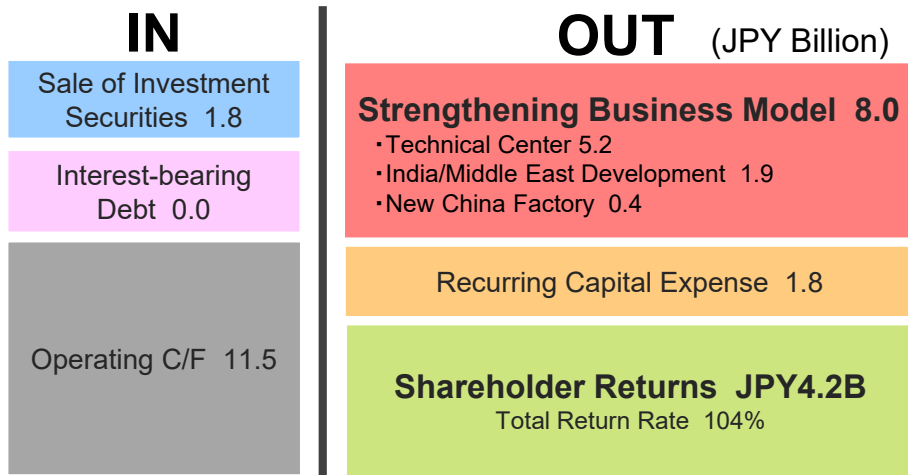 IN
Sale of Investment
Securities 1.8
Interest-bearing
Debt 0.0
Operating C/F 11.5
OUT (JPY Billion)
Strengthening Business Model 8.0
・Technical Center 5.2
・India/Middle East Development 1.9
・New China Factory 0.4
Recurring Capital Expense 1.8
Shareholder Returns JPY4.2B
Total Return Rate 104%